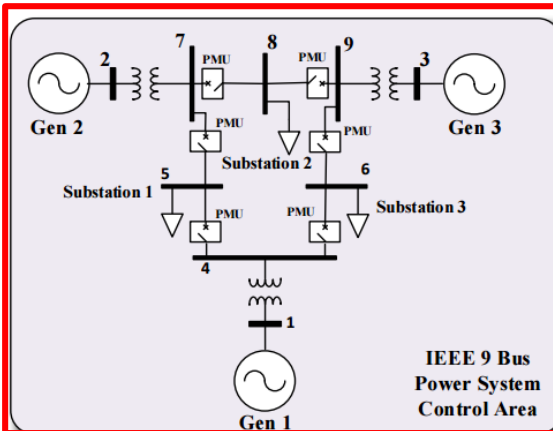 7
8
9
2
PMU
PMU
3
Gen 2
Gen 3
PMU
PMU
Substation 2
5
6
Substation 1
Substation 3
PMU
PMU
4
1
Gen 1
IEEE 9 Bus
Power System
Control Area